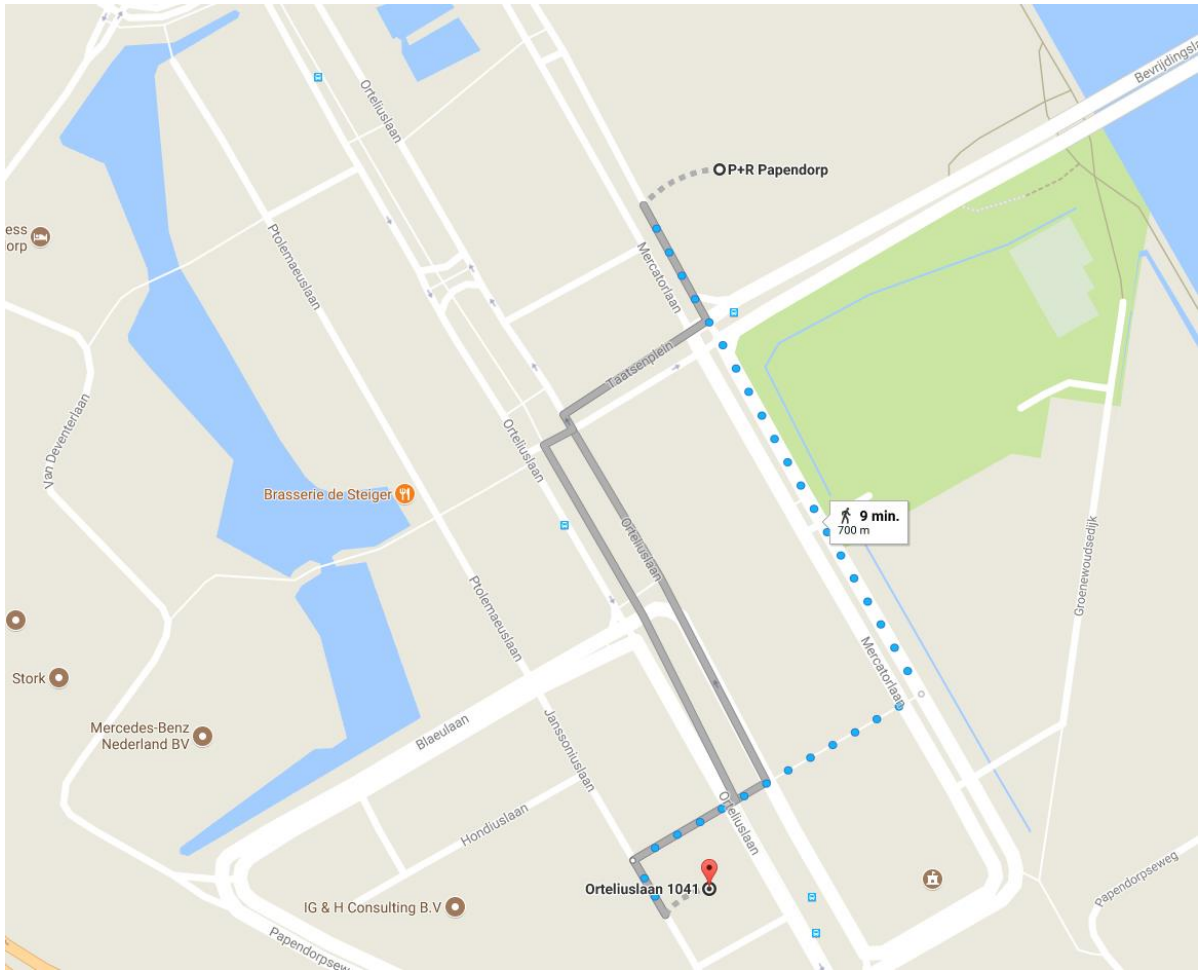 Orteliuslaan
Bevrijdingsla
P+R Papendorp
ess
orp
Ptolemaeuslaan
Mercatorlaan
Taatsenplein
Van Deventerlaan
Orteliuslaan
Brasserie de Steiger
9 min.
700 m
Orteliuslaan
Groenewoudsedijk
Ptolemaeuslaan
Mercatorlaan
Stork
Mercedes-Benz
Nederland BV
Blaeulaan
Janssoniuslaan
Orteliuslaan
Hondiuslaan
Orteliuslaan 1041
Papendorpseweg
IG & H Consulting B.V
Papendorpsewe